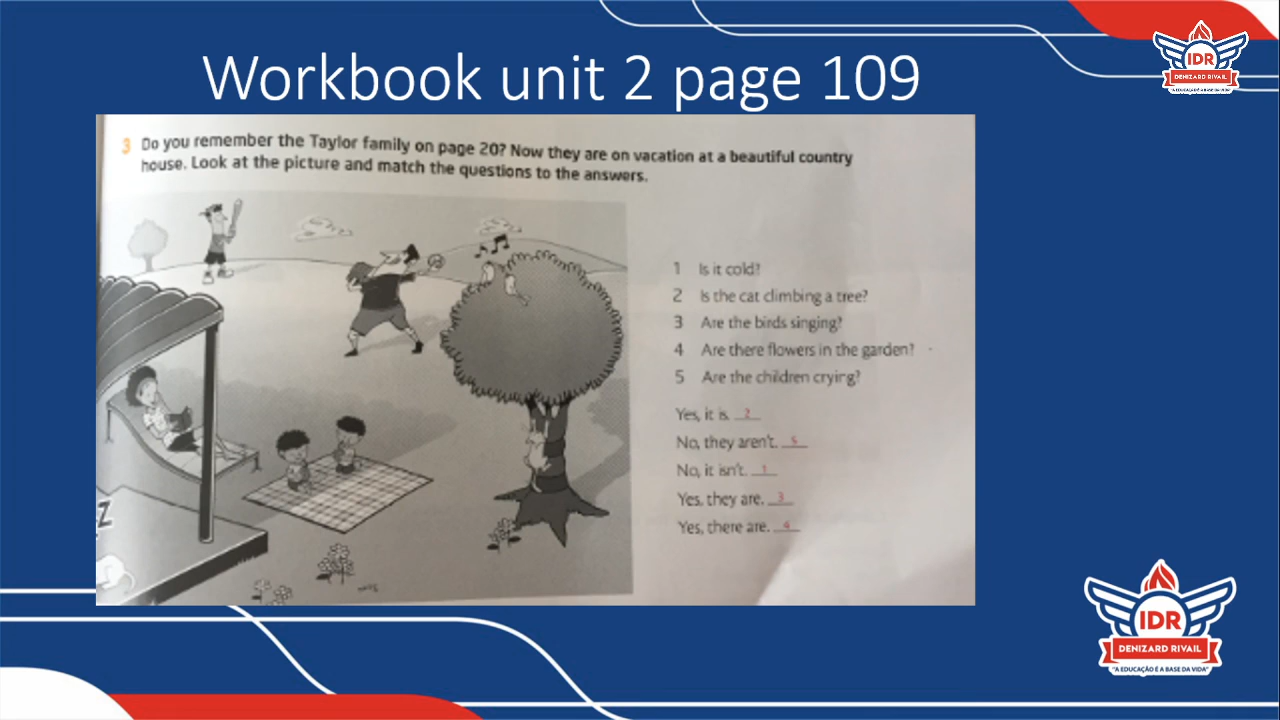 Workbook unit 2 page 109
IDR
DENIZARD RIVAIL
"A EDUCAÇÃO É A BASE DA VIDA"
3 Do you remember the Taylor family on page 20? Now they are on vacation at a beautiful country
house. Look at the picture and match the questions to the answers.
1 Is it cold?
2 Is the cat climbing a tree?
3 Are the birds singing?
4 Are there flowers in the garden?
5 Are the children crying?
Yes, it is. 2
No, they aren't. 5
No, it isn't. 1
Yes, they are. 3
Yes, there are. 4
Z
IDR
DENIZARD RIVAIL
"A EDUCAÇÃO É A BASE DA VIDA"